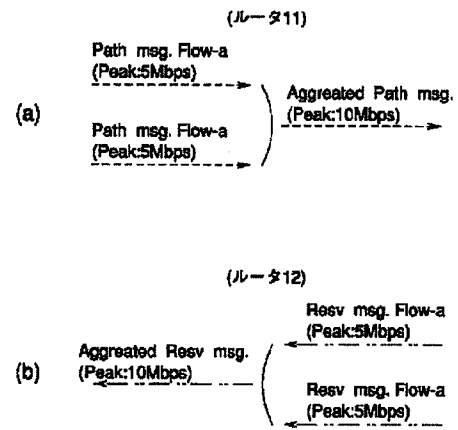 (ルータ11)
Path msg. Flow-a
(Peak:5Mbps)
Aggreated Path msg.
(Peak:10Mbps)
(a)
Path msg. Flow-a
(Peak:5Mbps)
(ルータ12)
Resv msg. Flow-a
(Peak:5Mbps)
Aggreated Resv msg.
(Peak:10Mbps)
(b)
Resv msg. Flow-a
(Peak:5Mbps)